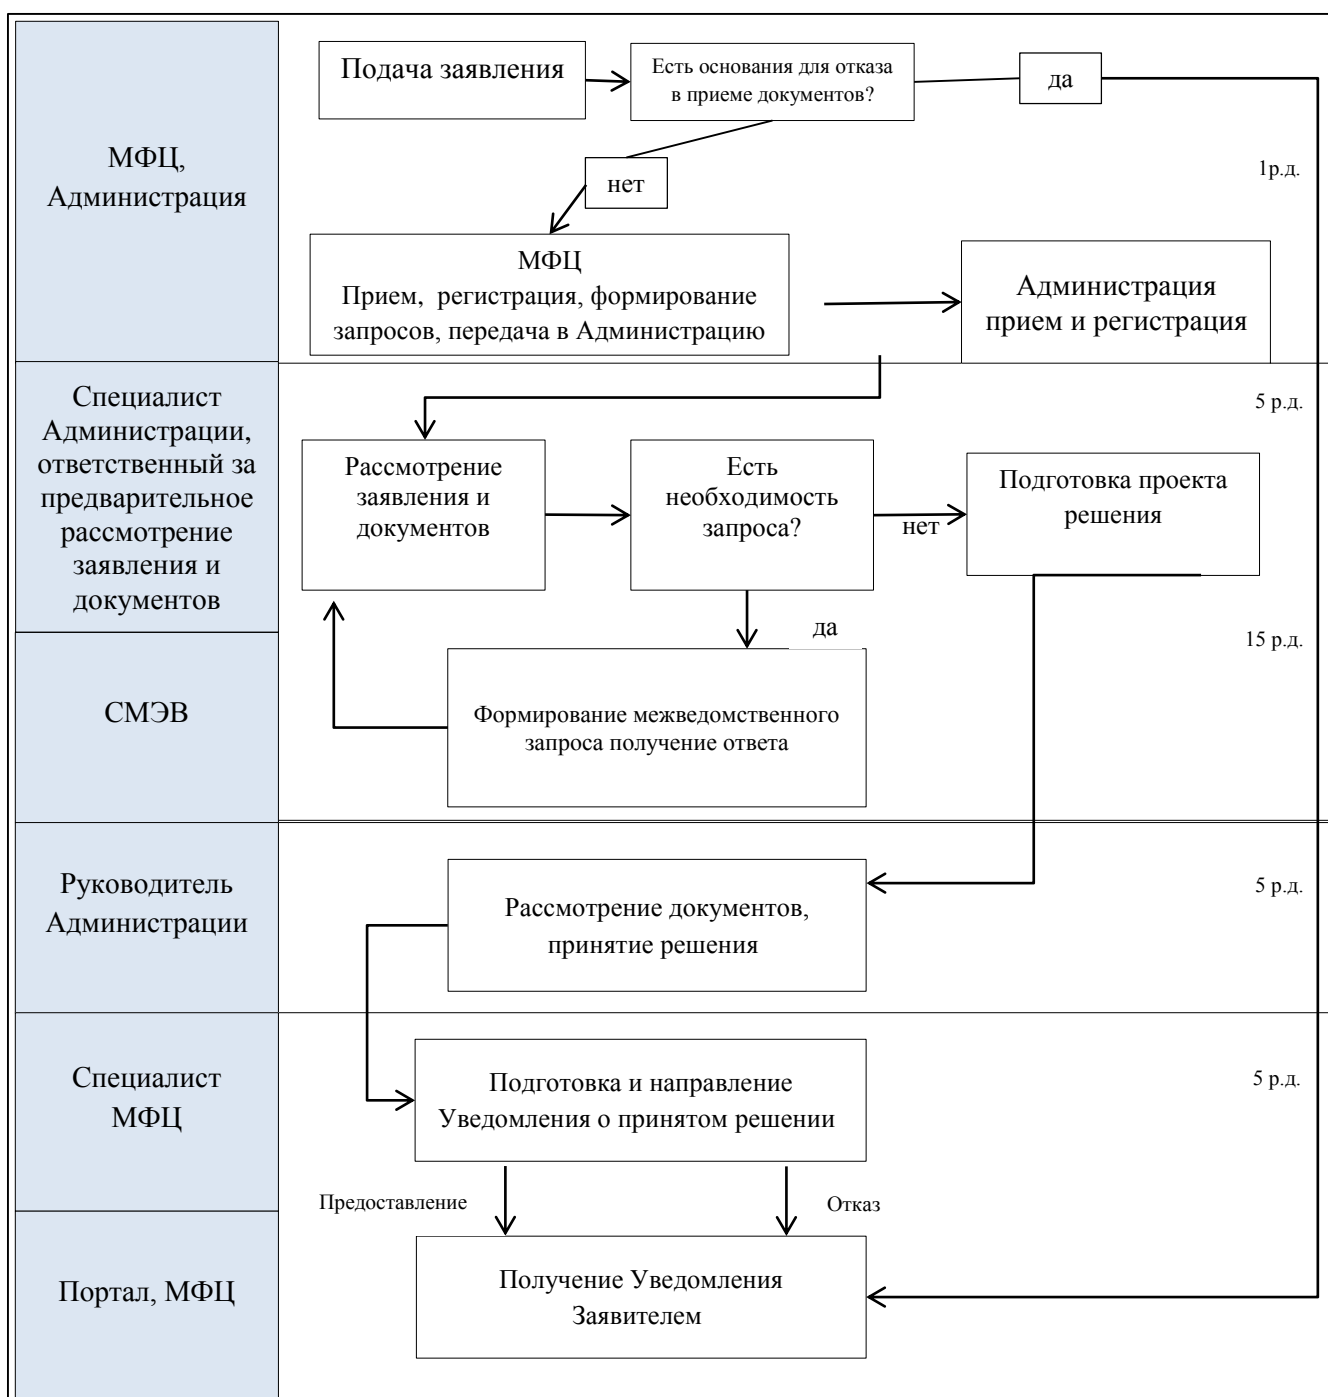 МФЦ,
Администрация
Подача заявления
Есть основания для отказа
в приеме документов?
да
нет
1р.д.
МФЦ
Прием, регистрация, формирование
запросов, передача в Администрацию
Администрация
прием и регистрация
Специалист
Администрации,
ответственный за
предварительное
рассмотрение
заявления и
документов
5 р.д.
Рассмотрение
заявления и
документов
Есть
необходимость
запроса?
нет
Подготовка проекта
решения
да
15 р.д.
СМЭВ
Формирование межведомственного
запроса получение ответа
Руководитель
Администрации
Рассмотрение документов,
принятие решения
5 р.д.
Специалист
МФЦ
Подготовка и направление
Уведомления о принятом решении
5 р.д.
Предоставление
Отказ
Портал, МФЦ
Получение Уведомления
Заявителем